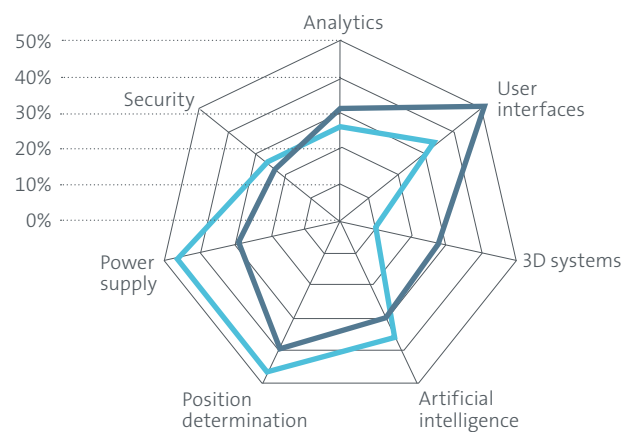 Analytics
50%
40%
30%
20%
10%
0%
Security
User
interfaces
Power
supply
3D systems
Position
determination
Artificial
intelligence